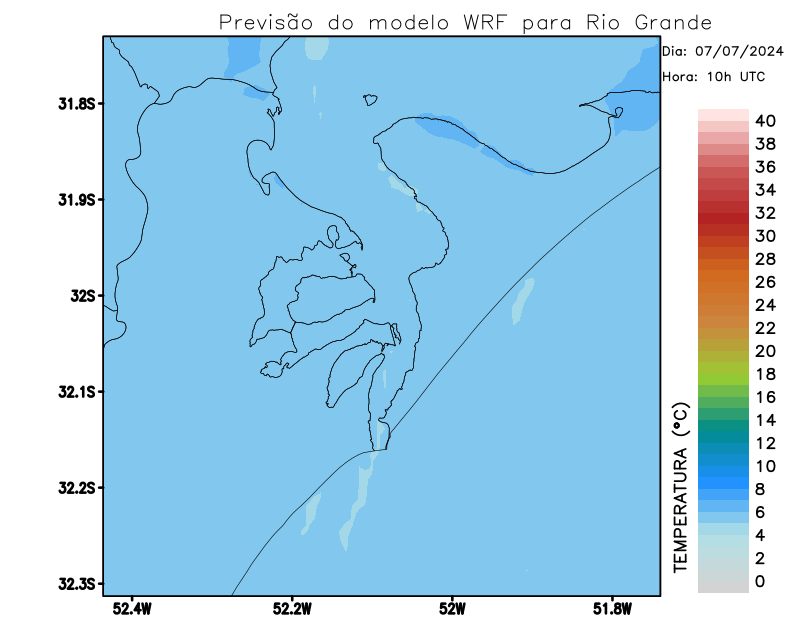 Previsão do modelo WRF para Rio Grande
Dia: 07/07/2024
Hora: 10h UTC
31.8S
31.9S
32S
32.1S
32.2S
32.3S
52.4W
52.2W
52W
51.8W
TEMPERATURA (°C)
40
38
36
34
32
30
28
26
24
22
20
18
16
14
12
10
8
6
4
2
0